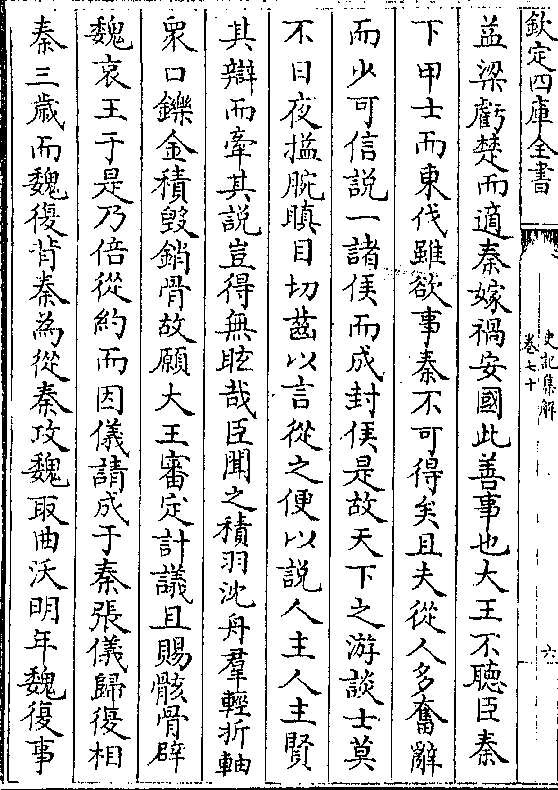 欽定四庫全書
史記集解
卷七十
六
益梁虧楚而適秦嫁禍安國此善事也大王不聽臣秦
下甲士而東伐雖欲事秦不可得矣且夫從人多奮辭
而少可信説一諸侯而成封侯是故天下之游談士莫
不日夜搤腕瞋目切齒以言從之便以説人主人主賢
其辯而牽其説豈得無眩哉臣聞之積羽沈舟羣輕折軸
衆口鑠金積毁銷骨故願大王審定計議且賜骸骨辟
魏哀王于是乃倍從約而因儀請成于秦張儀歸復相
秦三歲而魏復背秦為從秦攻魏取曲沃明年魏復事